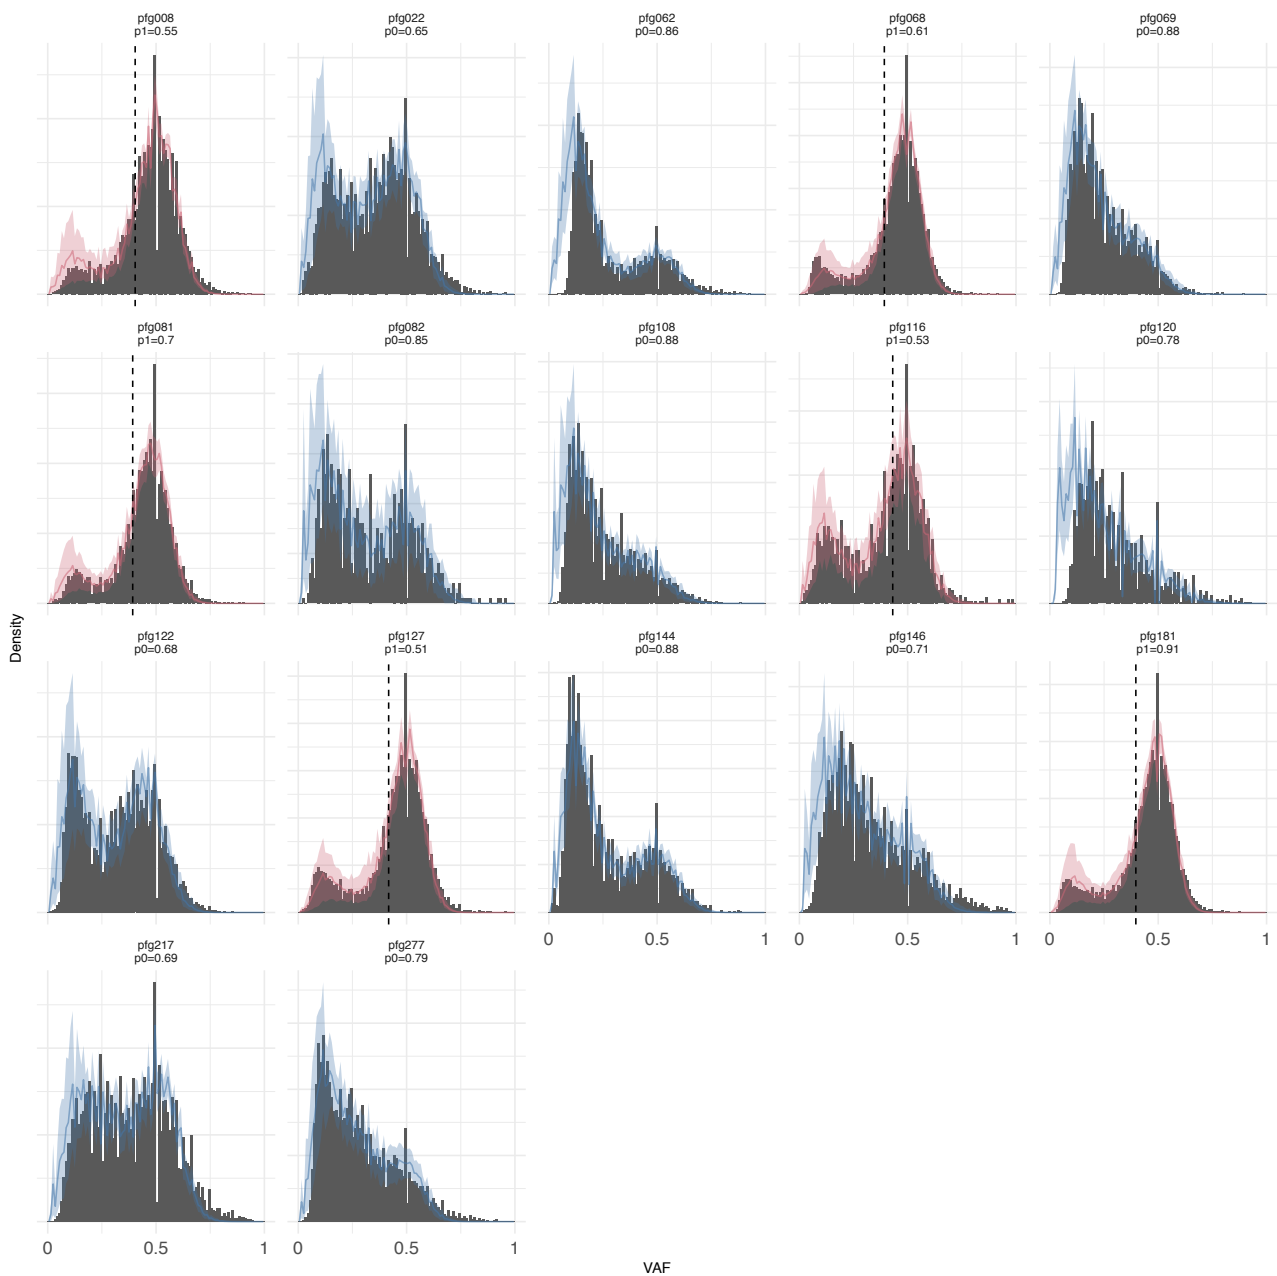 pfg008
p1=0.55
pfg022
p0=0.65
pfg062
p0=0.86
pfg068
p1=0.61
pfg069
p0=0.88
pfg081
p1=0.7
pfg082
p0=0.85
pfg108
p0=0.88
pfg116
p1=0.53
pfg120
p0=0.78
Density
pfg122
p0=0.68
pfg127
p1=0.51
pfg144
p0=0.88
pfg146
p0=0.71
pfg181
p1=0.91
0 0.5 1 0 0.5 1 0 0.5 1
pfg217
p0=0.69
pfg277
p0=0.79
0 0.5 1 0 0.5 1
VAF